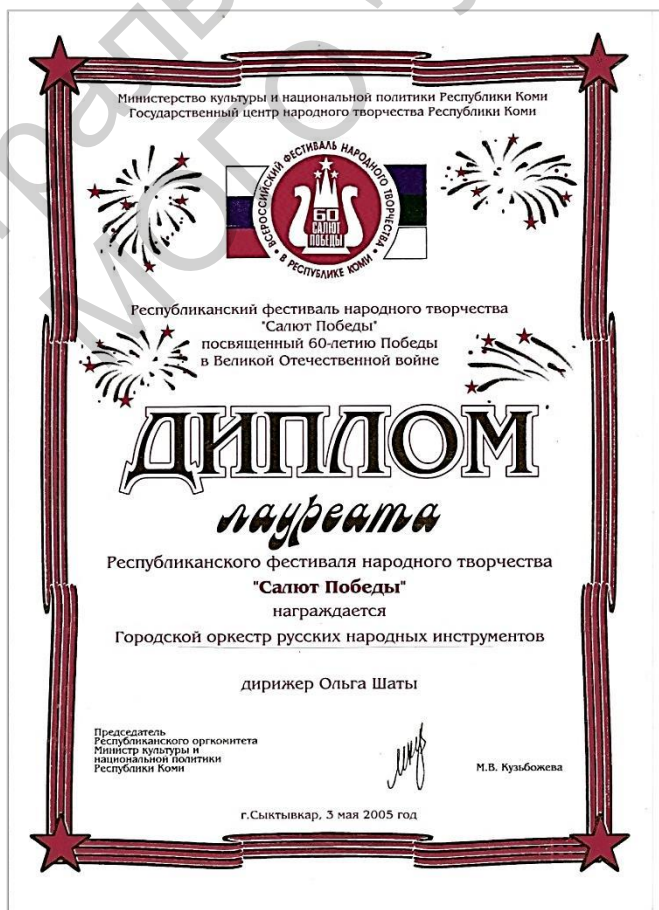 Министерство культуры и национальной политики Республики Коми
Государственный центр народного творчества Республики Коми
ВСЕРОССИЙСКИЙ ФЕСТИВАЛЬ НАРОДНОГО ТВОРЧЕСТВА
• В РЕСПУБЛИКЕ КОМИ •
60
САЛЮТ
ПОБЕДЫ
Республиканский фестиваль народного творчества
"Салют Победы"
посвященный 60-летию Победы
в Великой Отечественной войне
ДИПЛОМ
лауреата
Республиканского фестиваля народного творчества
"Салют Победы"
награждается
Городской оркестр русских народных инструментов
дирижер Ольга Шаты
Председатель
Республиканского оргкомитета
Министр культуры и
национальной политики
Республики Коми
М.В. Кузьбожева
г.Сыктывкар, 3 мая 2005 год
МОГО